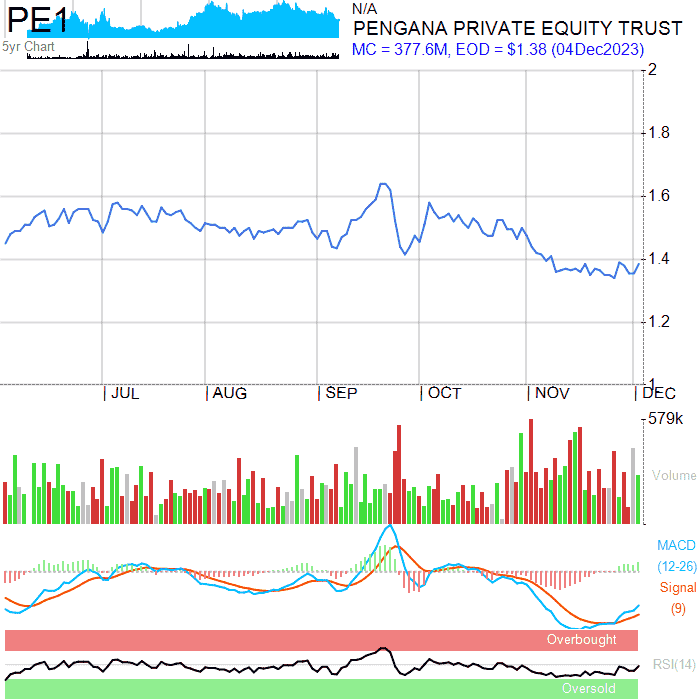 PE1
5yr Chart
N/A
PENGANA PRIVATE EQUITY TRUST
MC = 377.6M, EOD = $1.38 (04Dec2023)
2
1.8
1.6
1.4
1.2
1
JUL AUG SEP OCT NOV DEC
579k
Volume
MACD
(12-26)
Signal
(9)
Overbought
RSI(14)
Oversold